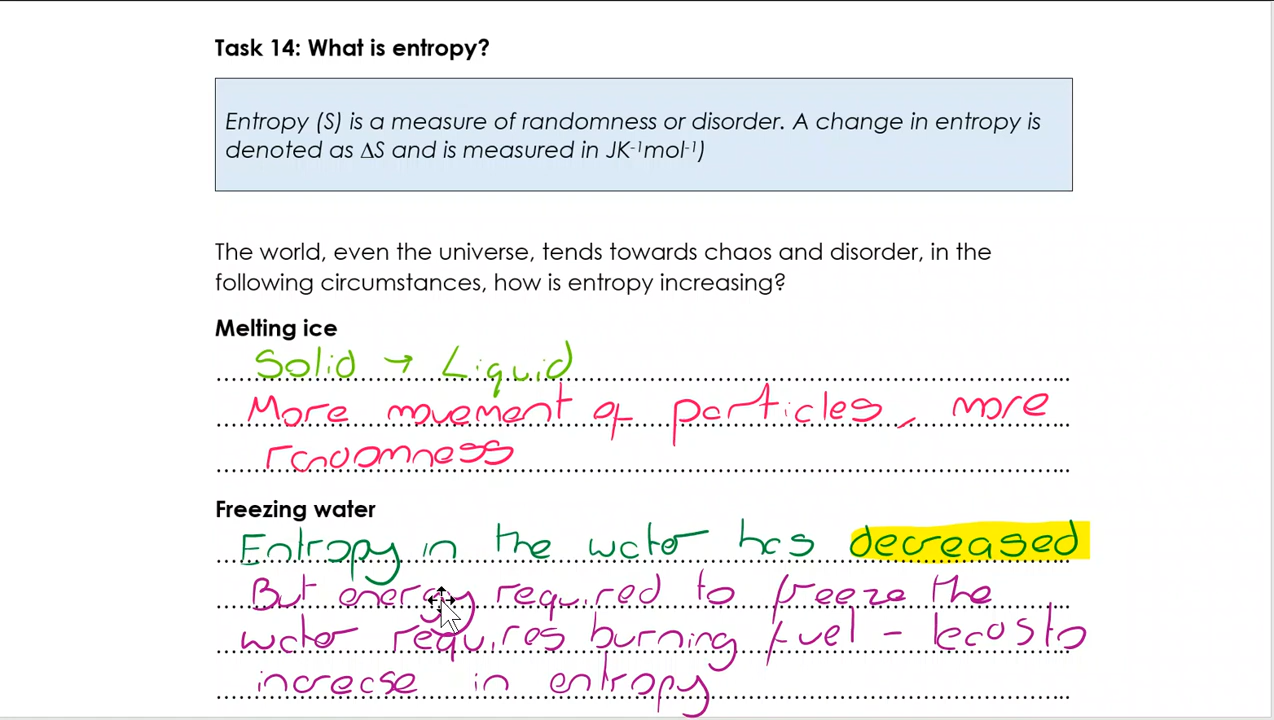 Task 14: What is entropy?
Entropy (S) is a measure of randomness or disorder. A change in entropy is
denoted as ΔS and is measured in JK⁻¹mol⁻¹)
The world, even the universe, tends towards chaos and disorder, in the
following circumstances, how is entropy increasing?
Melting ice
Solid → Liquid
More movement of particles, more
randomness
Freezing water
Entropy in the water has decreased
But energy required to freeze the
water requires burning fuel - leads to
increase in entropy